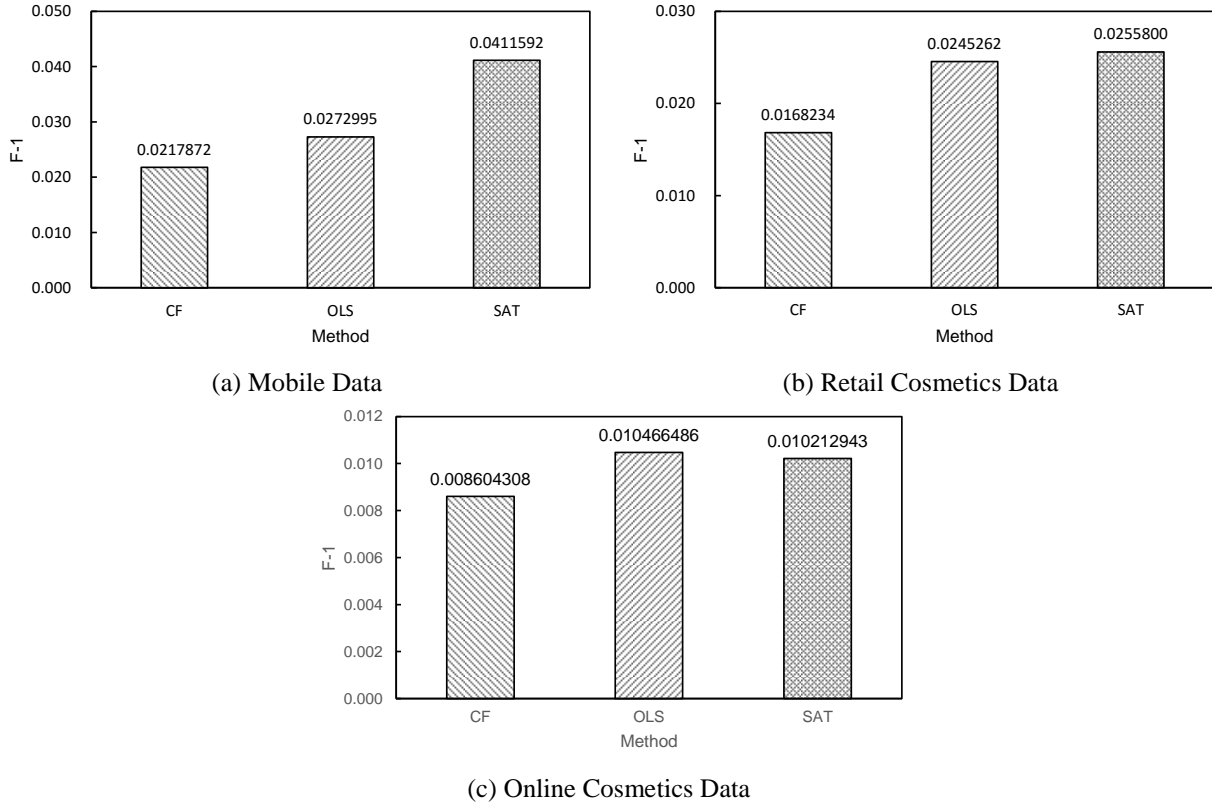 0.050
0.040
0.030
0.020
0.010
0.000
F-1
0.0217872
0.0272995
0.0411592
CF OLS SAT
Method
(a) Mobile Data
0.030
0.020
0.010
0.000
F-1
0.0168234
0.0245262
0.0255800
CF OLS SAT
Method
(b) Retail Cosmetics Data
0.012
0.010
0.008
0.006
0.004
0.002
0.000
F-1
0.008604308
0.010466486
0.010212943
CF OLS SAT
Method
(c) Online Cosmetics Data